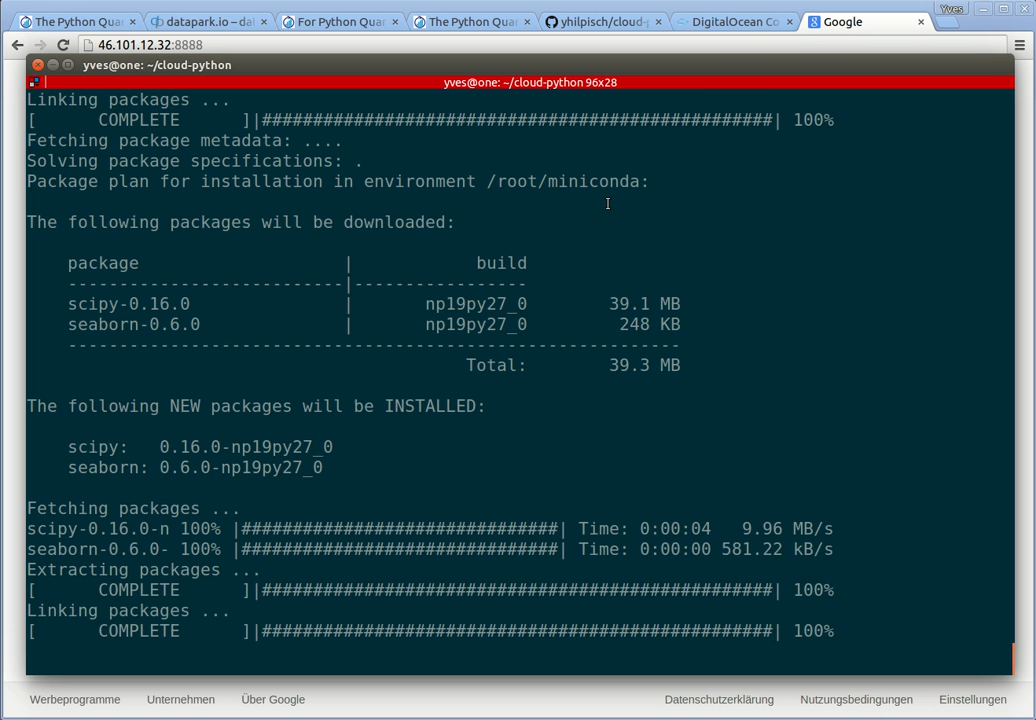 Yves
The Python Quan
datapark.io – dal
For Python Quan
The Python Quan
yhilpisch/cloud-p
DigitalOcean Co
Google
46.101.12.32:8888
yves@one: ~/cloud-python
yves@one: ~/cloud-python 96x28
Linking packages ...
[      COMPLETE      ]|##################################################| 100%
Fetching package metadata: ....
Solving package specifications: .
Package plan for installation in environment /root/miniconda:
The following packages will be downloaded:
package                    |            build
---------------------------|-----------------
scipy-0.16.0               |       np19py27_0        39.1 MB
seaborn-0.6.0              |       np19py27_0         248 KB
------------------------------------------------------------
Total:        39.3 MB
The following NEW packages will be INSTALLED:
scipy:   0.16.0-np19py27_0
seaborn: 0.6.0-np19py27_0
Fetching packages ...
scipy-0.16.0-n 100% |###############################| Time: 0:00:04   9.96 MB/s
seaborn-0.6.0- 100% |###############################| Time: 0:00:00 581.22 kB/s
Extracting packages ...
[      COMPLETE      ]|##################################################| 100%
Linking packages ...
[      COMPLETE      ]|##################################################| 100%
Werbeprogramme
Unternehmen
Über Google
Datenschutzerklärung
Nutzungsbedingungen
Einstellungen